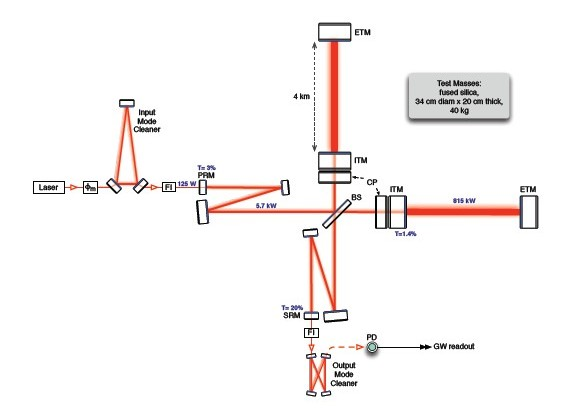 ETM
Test Masses:
fused silica,
34 cm diam x 20 cm thick,
40 kg
4 km
Input
Mode
Cleaner
ITM
T= 3%
PRM
CP
ITM
ETM
Laser
ϕm
FI
125 W
BS
5.7 kW
815 kW
T=1.4%
T= 20%
SRM
FI
PD
GW readout
Output
Mode
Cleaner